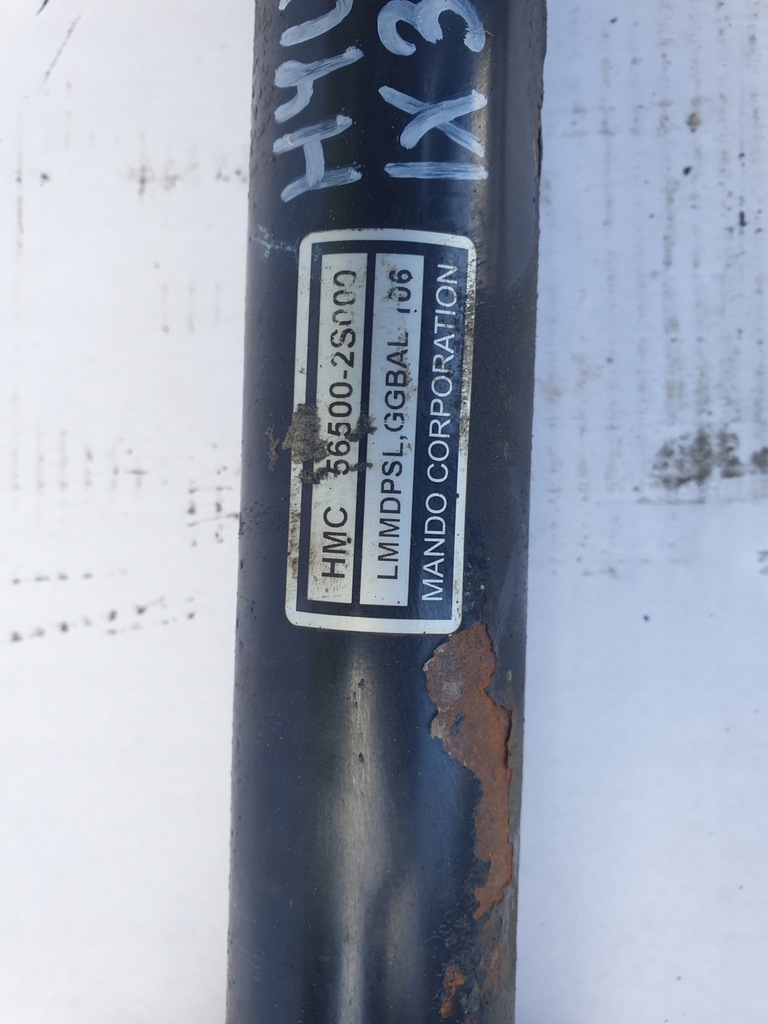 HYU
IX3
HMC 56500-2S000
LMMDPSL,GGBAL 106
MANDO CORPORATION